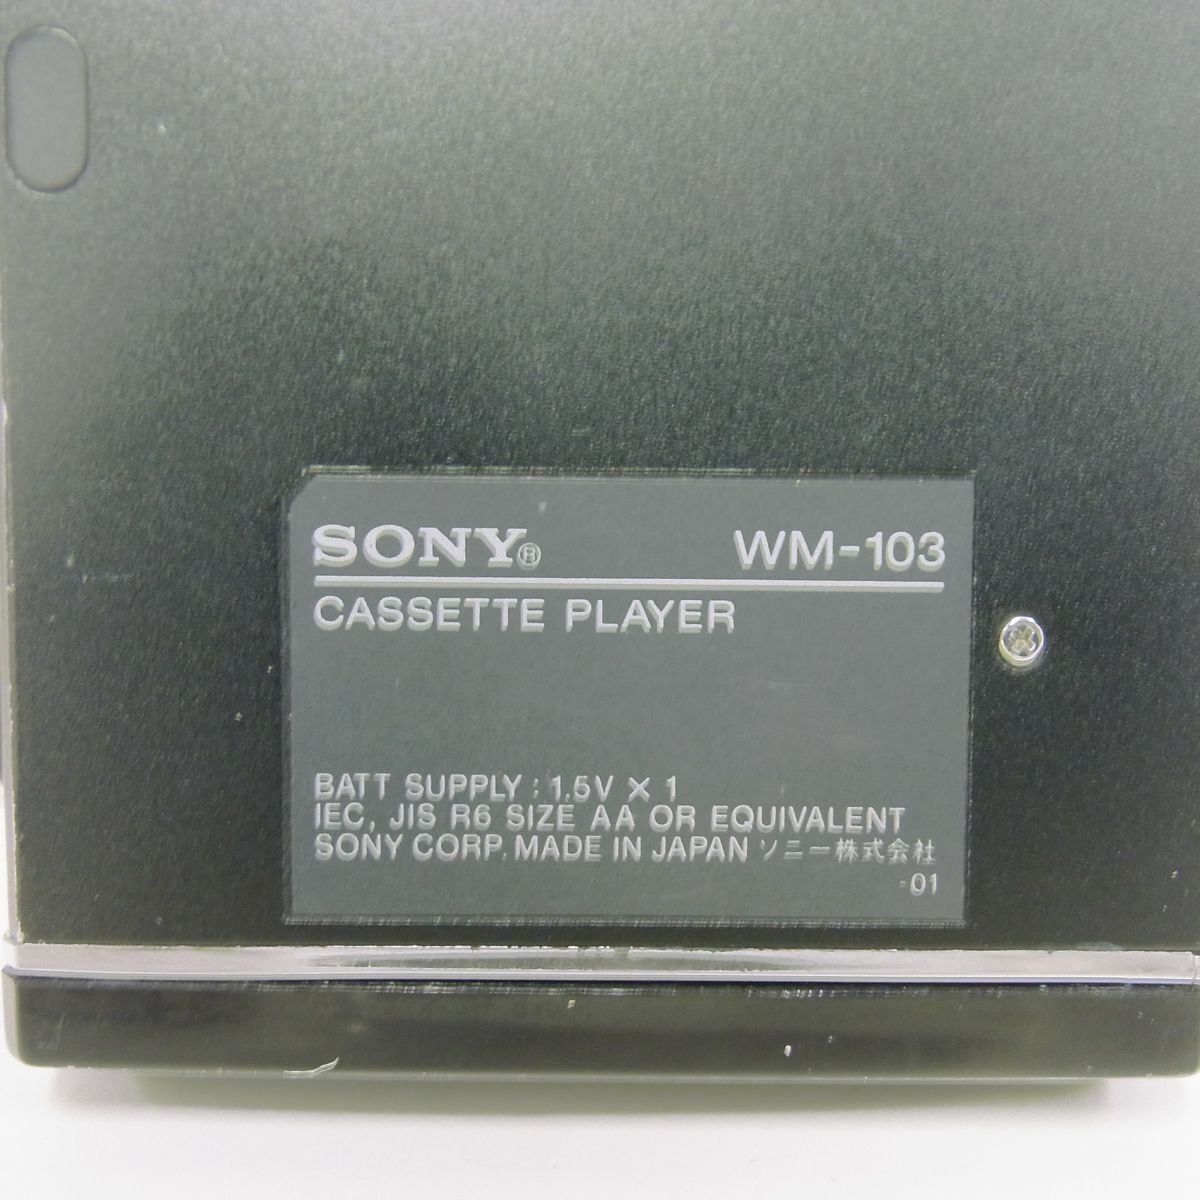 SONY® WM-103
CASSETTE PLAYER
BATT SUPPLY : 1.5V × 1
IEC, JIS R6 SIZE AA OR EQUIVALENT
SONY CORP. MADE IN JAPAN ソニー株式会社
-01